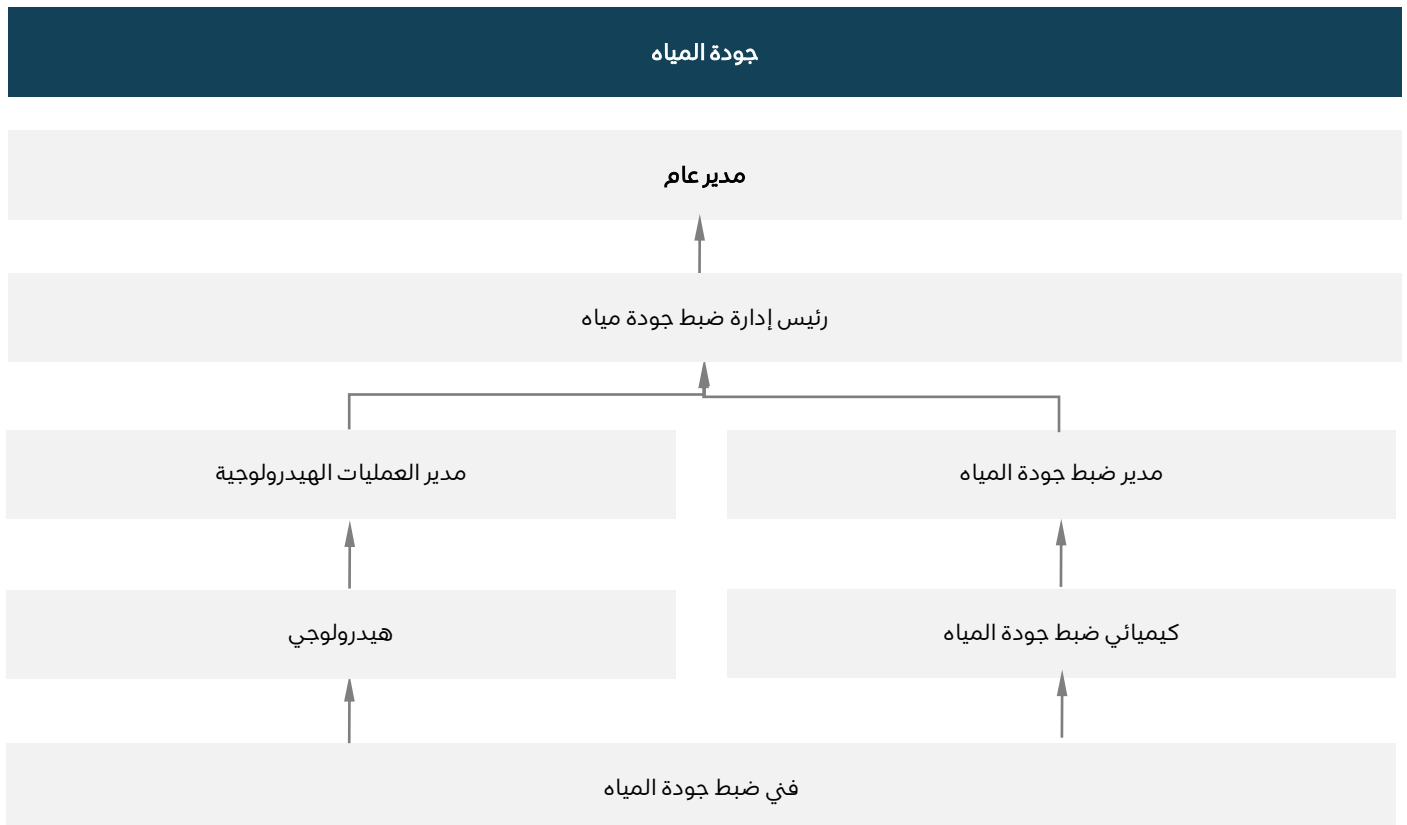 جودة المياه
مدير عام
رئيس إدارة ضبط جودة مياه
مدير ضبط جودة المياه
مدير العمليات الهيدرولوجية
كيميائي ضبط جودة المياه
هيدرولوجي
فني ضبط جودة المياه